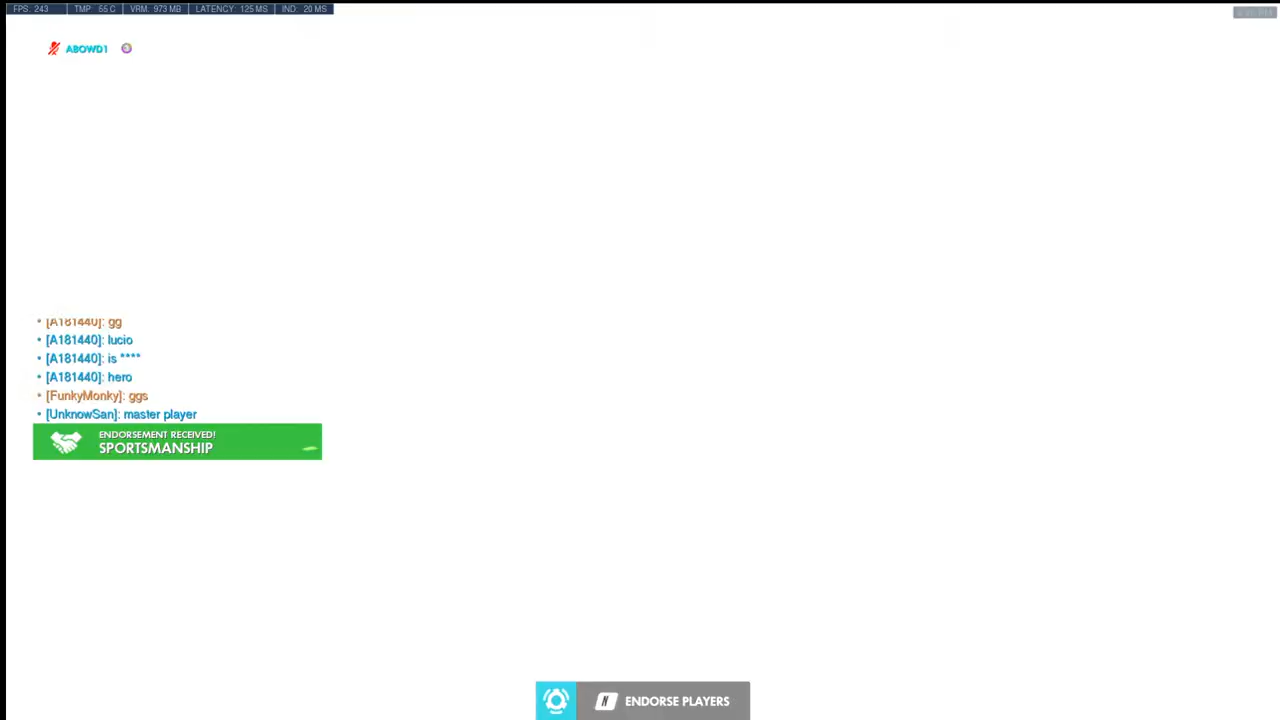 FPS: 243 TMP 55 C VRM: 973 MB LATENCY: 125 MS IND: 20 MS
ABOWD1
[A181440]: gg
[A181440]: lucio
[A181440]: is ****
[A181440]: hero
[FunkyMonky]: ggs
[UnknowSan]: master player
ENDORSEMENT RECEIVED!
SPORTSMANSHIP
N ENDORSE PLAYERS